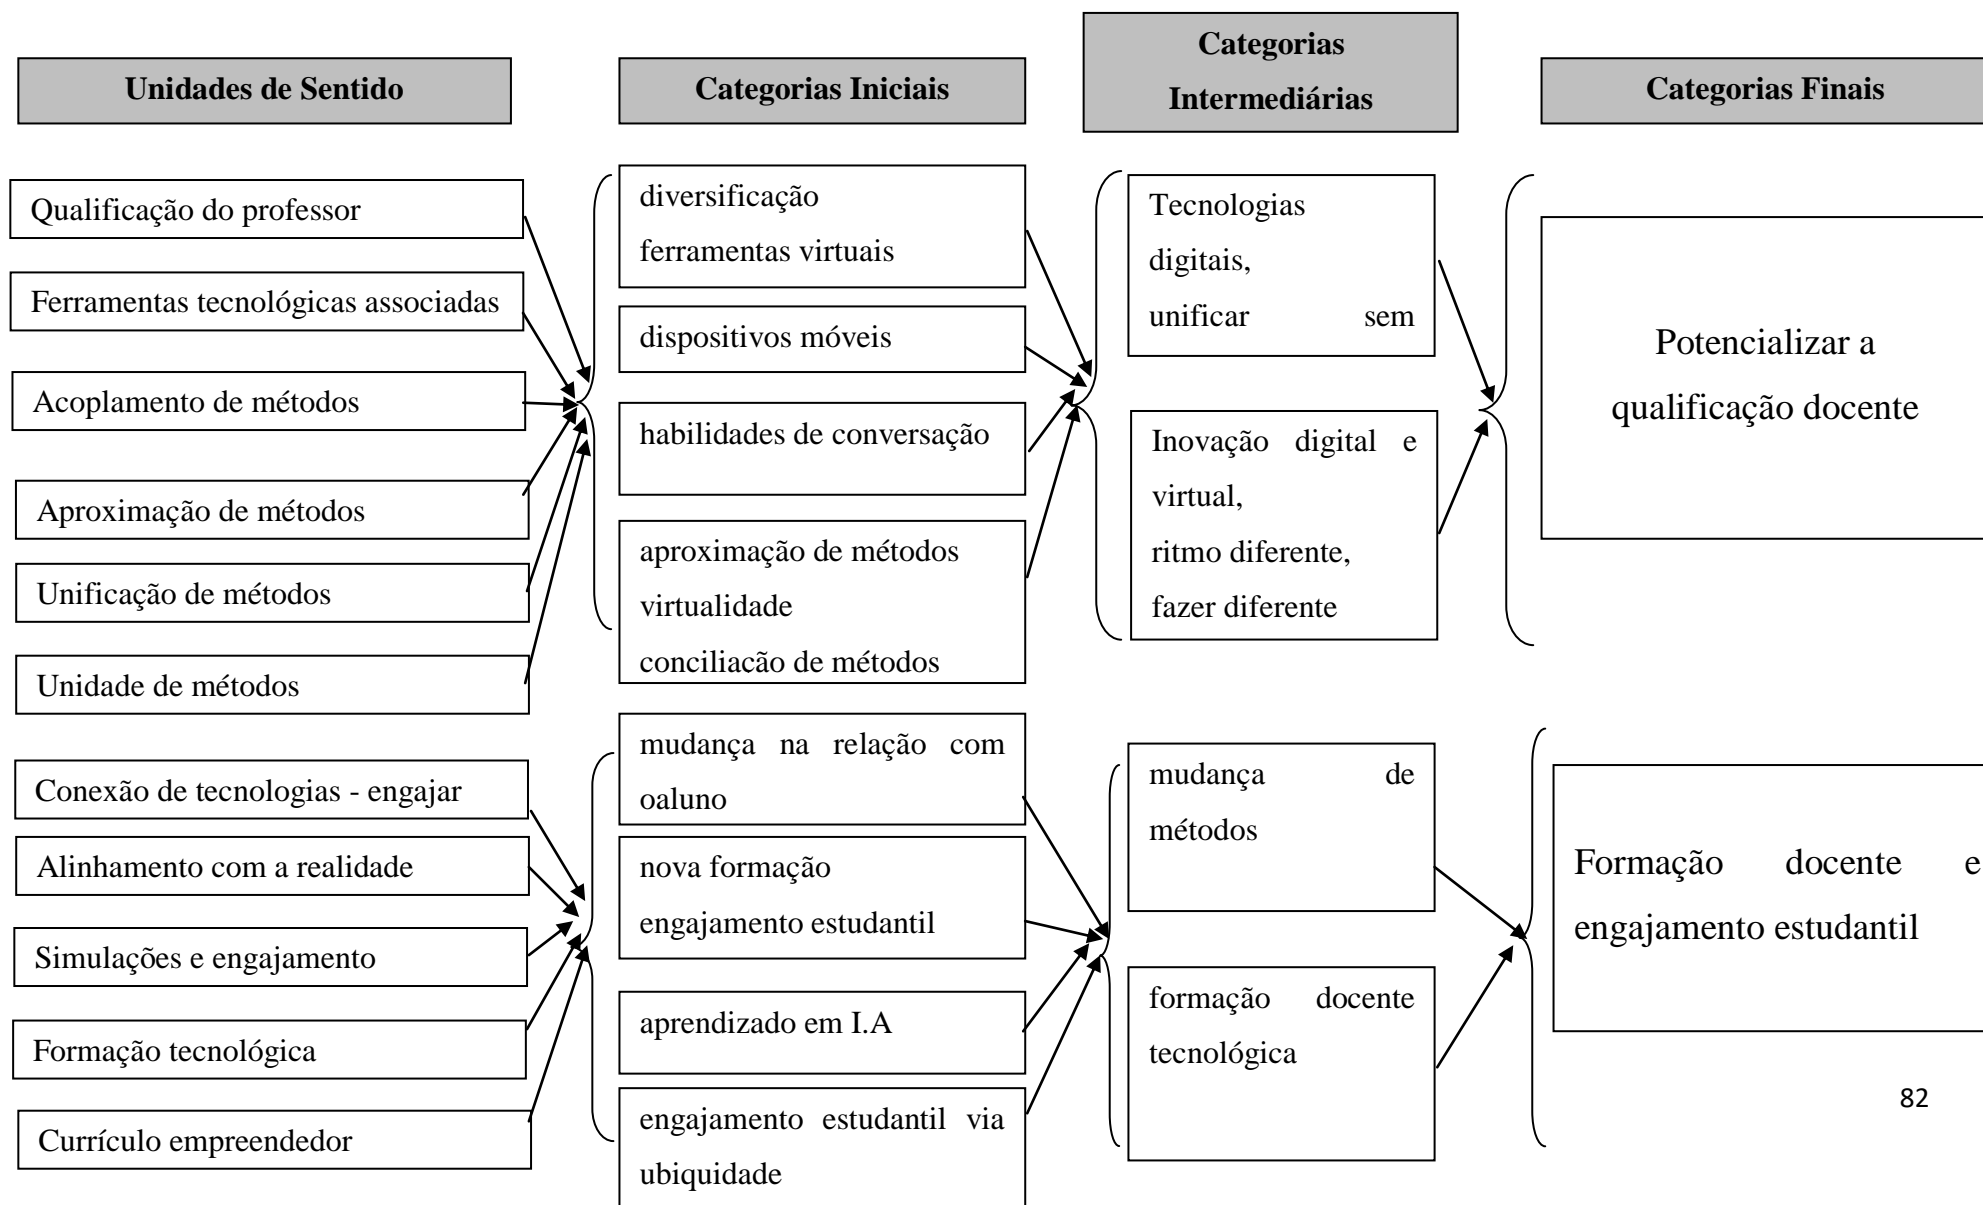 Unidades de Sentido
Categorias Iniciais
Categorias
Intermediárias
Categorias Finais
Qualificação do professor
Ferramentas tecnológicas associadas
Acoplamento de métodos
Aproximação de métodos
Unificação de métodos
Unidade de métodos
diversificação
ferramentas virtuais
dispositivos móveis
habilidades de conversação
aproximação de métodos
virtualidade
conciliacão de métodos
Tecnologias
digitais,
unificar sem
Inovação digital e
virtual,
ritmo diferente,
fazer diferente
Potencializar a
qualificação docente
Conexão de tecnologias - engajar
Alinhamento com a realidade
Simulações e engajamento
Formação tecnológica
Currículo empreendedor
mudança na relação com
oaluno
nova formação
engajamento estudantil
aprendizado em I.A
engajamento estudantil via
ubiquidade
mudança de
métodos
formação docente
tecnológica
Formação docente e
engajamento estudantil
82